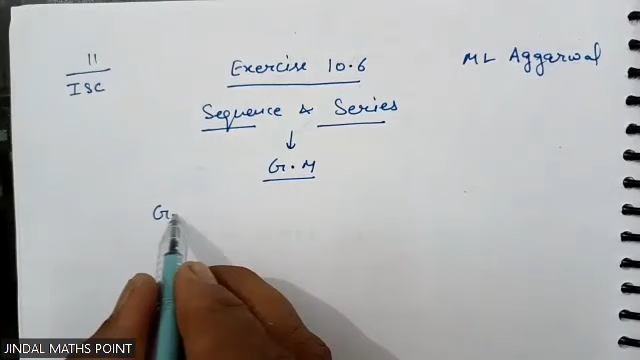 11
ISC
Exercise 10.6
ML Aggarwal
Sequence & Series
↓
G.M
G.
JINDAL MATHS POINT